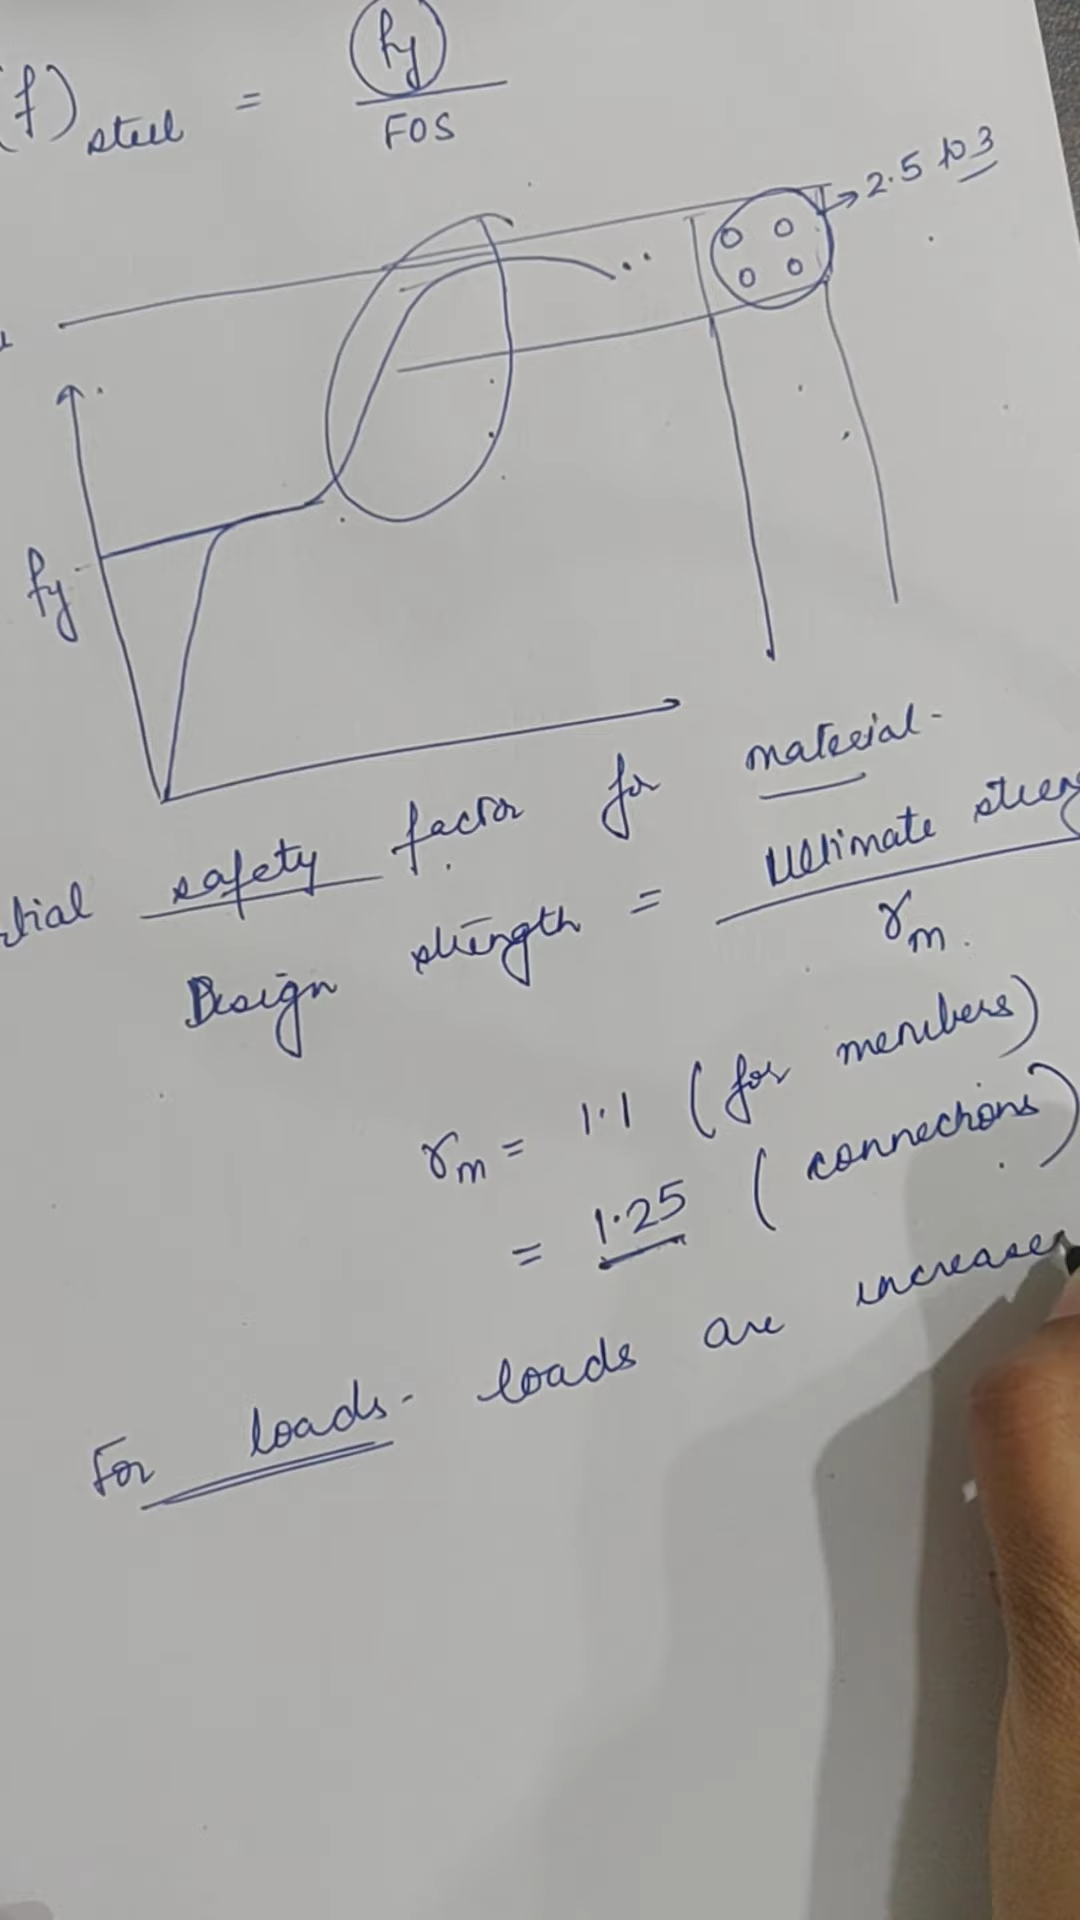 (f) steel = fy / FOS
2.5 to 3
fy
safety factor for material -
Design strength = Ultimate
γm.
γm = 1.1 (for members)
= 1.25 (connections)
For loads - loads are increase